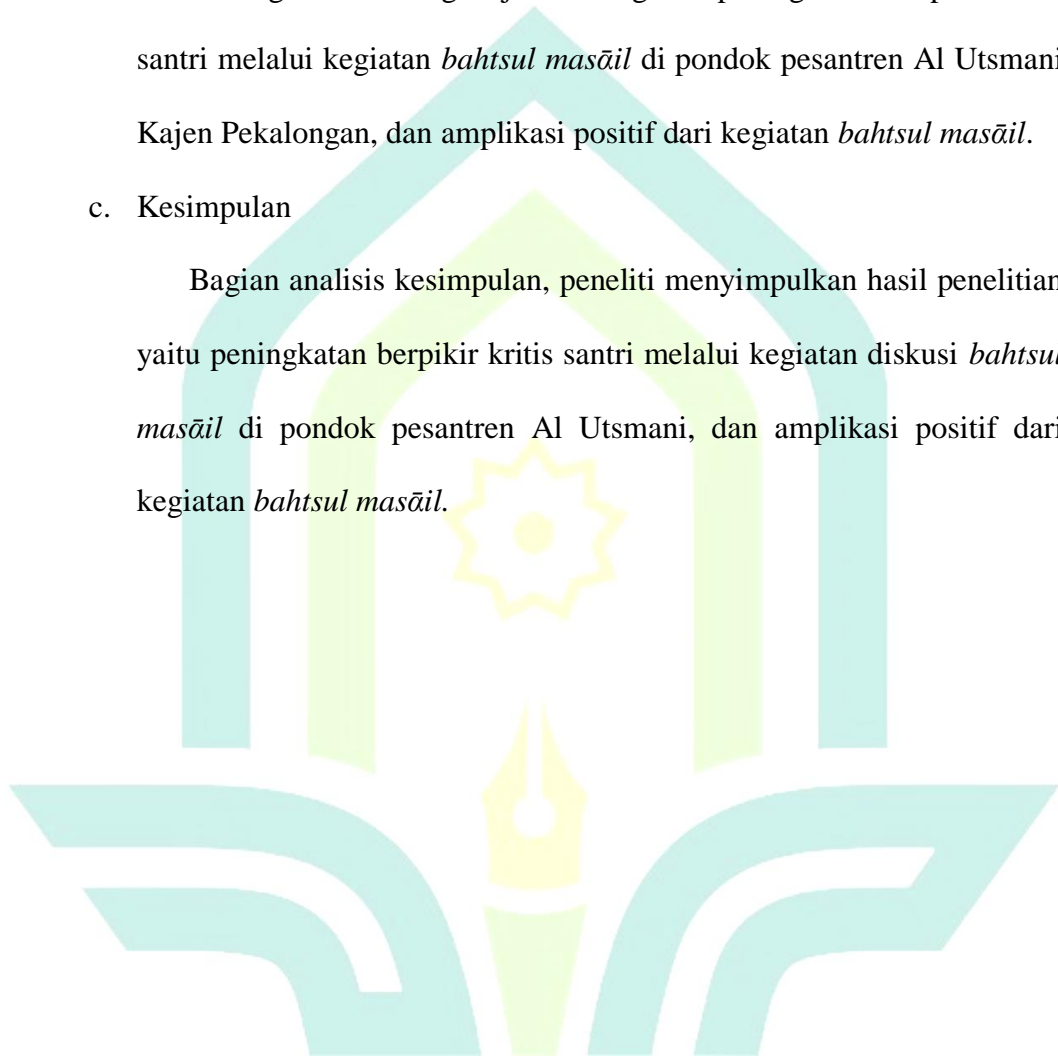 santri melalui kegiatan bahtsul masāil di pondok pesantren Al Utsmani
Kajen Pekalongan, dan amplikasi positif dari kegiatan bahtsul masāil.
c. Kesimpulan
Bagian analisis kesimpulan, peneliti menyimpulkan hasil penelitian
yaitu peningkatan berpikir kritis santri melalui kegiatan diskusi bahtsul
masāil di pondok pesantren Al Utsmani, dan amplikasi positif dari
kegiatan bahtsul masāil.